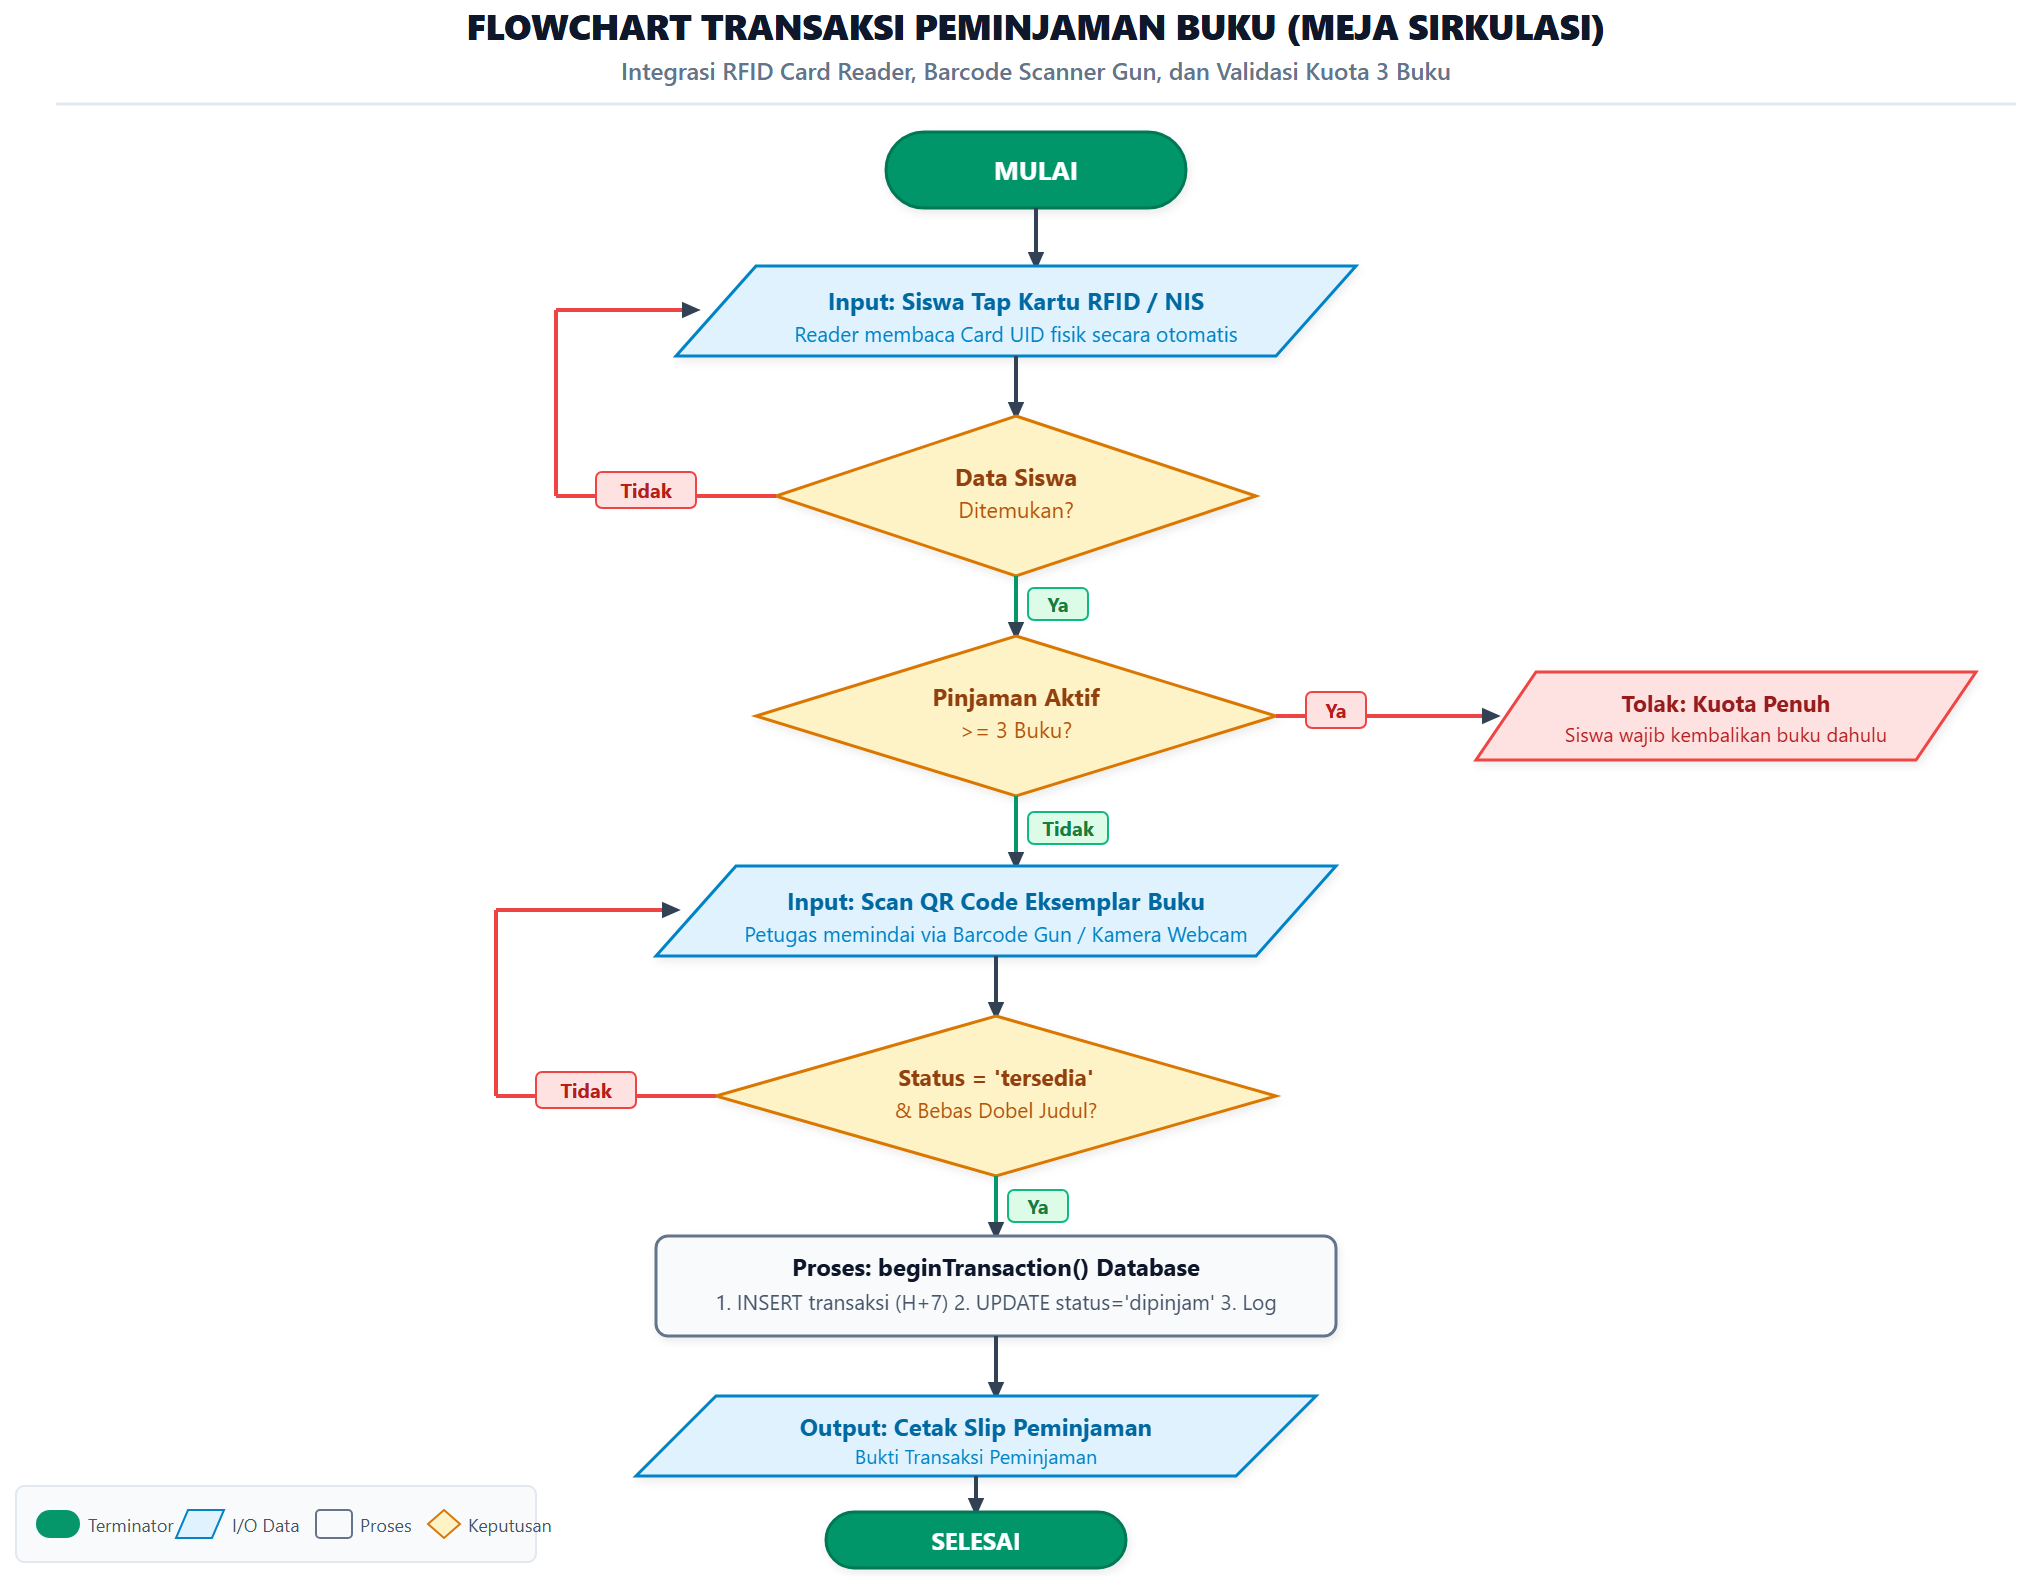 FLOWCHART TRANSAKSI PEMINJAMAN BUKU (MEJA SIRKULASI)
Integrasi RFID Card Reader, Barcode Scanner Gun, dan Validasi Kuota 3 Buku
MULAI
Input: Siswa Tap Kartu RFID / NIS
Reader membaca Card UID fisik secara otomatis
Data Siswa
Ditemukan?
Tidak
Ya
Pinjaman Aktif
>= 3 Buku?
Ya
Tolak: Kuota Penuh
Siswa wajib kembalikan buku dahulu
Tidak
Input: Scan QR Code Eksemplar Buku
Petugas memindai via Barcode Gun / Kamera Webcam
Status = 'tersedia'
& Bebas Dobel Judul?
Tidak
Ya
Proses: beginTransaction() Database
1. INSERT transaksi (H+7) 2. UPDATE status='dipinjam' 3. Log
Output: Cetak Slip Peminjaman
Bukti Transaksi Peminjaman
SELESAI
Terminator
I/O Data
Proses
Keputusan